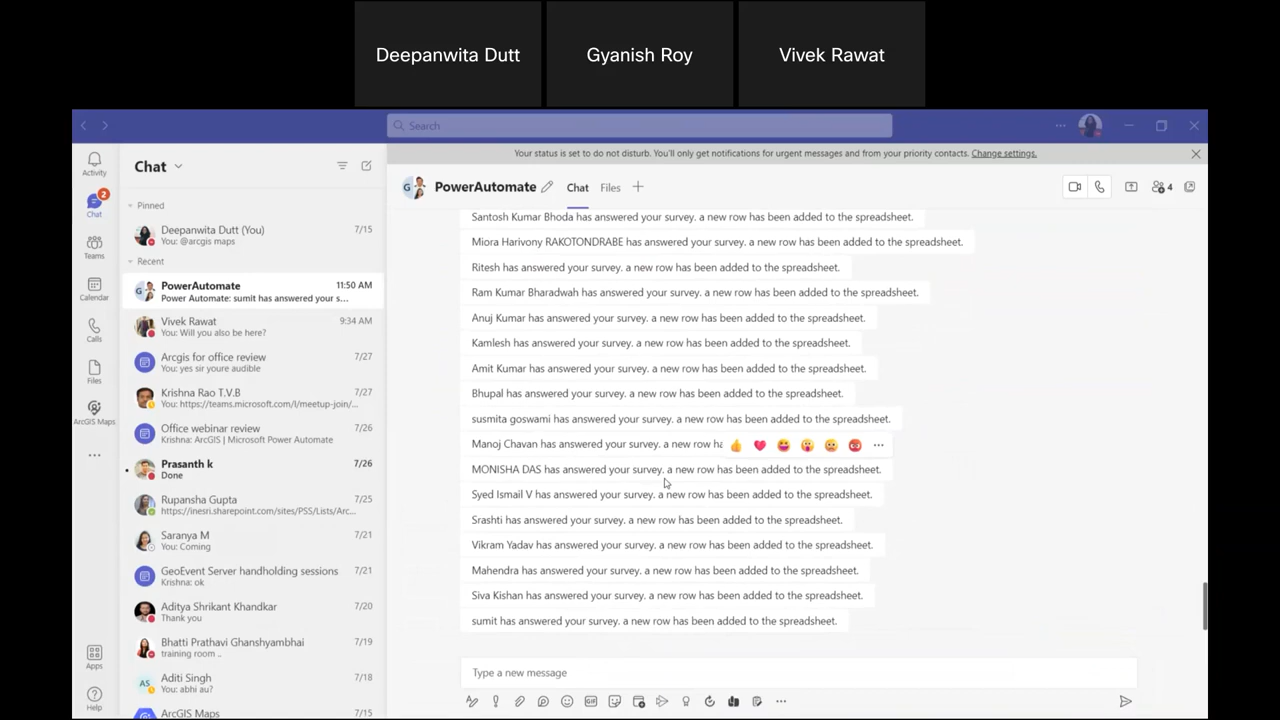 Deepanwita Dutt
Gyanish Roy
Vivek Rawat
Search
Activity
Chat
2
Teams
Calendar
Calls
Files
ArcGIS Maps
Apps
Help
Chat
Pinned
Deepanwita Dutt (You) 7/15
You: @arcgis maps
Recent
PowerAutomate 11:50 AM
Power Automate: sumit has answered your s...
Vivek Rawat 9:34 AM
You: Will you also be here?
Arcgis for office review 7/27
You: yes sir youre audible
Krishna Rao T.V.B 7/27
You: https://teams.microsoft.com/l/meetup-join/...
Office webinar review 7/26
Krishna: ArcGIS | Microsoft Power Automate
Prasanth k 7/26
Done
Rupansha Gupta 7/25
https://inesri.sharepoint.com/sites/PSS/Lists/Arc...
Saranya M 7/21
You: Coming
GeoEvent Server handholding sessions 7/21
Krishna: ok
Aditya Shrikant Khandkar 7/20
Thank you
Bhatti Prathavi Ghanshyambhai 7/19
training room ..
AS
Aditi Singh 7/18
You: abhi au?
ArcGIS Maps 7/15
Your status is set to do not disturb. You'll only get notifications for urgent messages and from your priority contacts. Change settings.
G
PowerAutomate Chat Files 4
Santosh Kumar Bhoda has answered your survey. a new row has been added to the spreadsheet.
Miora Harivony RAKOTONDRABE has answered your survey. a new row has been added to the spreadsheet.
Ritesh has answered your survey. a new row has been added to the spreadsheet.
Ram Kumar Bharadwah has answered your survey. a new row has been added to the spreadsheet.
Anuj Kumar has answered your survey. a new row has been added to the spreadsheet.
Kamlesh has answered your survey. a new row has been added to the spreadsheet.
Amit Kumar has answered your survey. a new row has been added to the spreadsheet.
Bhupal has answered your survey. a new row has been added to the spreadsheet.
susmita goswami has answered your survey. a new row has been added to the spreadsheet.
Manoj Chavan has answered your survey. a new row ha
MONISHA DAS has answered your survey. a new row has been added to the spreadsheet.
Syed Ismail V has answered your survey. a new row has been added to the spreadsheet.
Srashti has answered your survey. a new row has been added to the spreadsheet.
Vikram Yadav has answered your survey. a new row has been added to the spreadsheet.
Mahendra has answered your survey. a new row has been added to the spreadsheet.
Siva Kishan has answered your survey. a new row has been added to the spreadsheet.
sumit has answered your survey. a new row has been added to the spreadsheet.
Type a new message
GIF